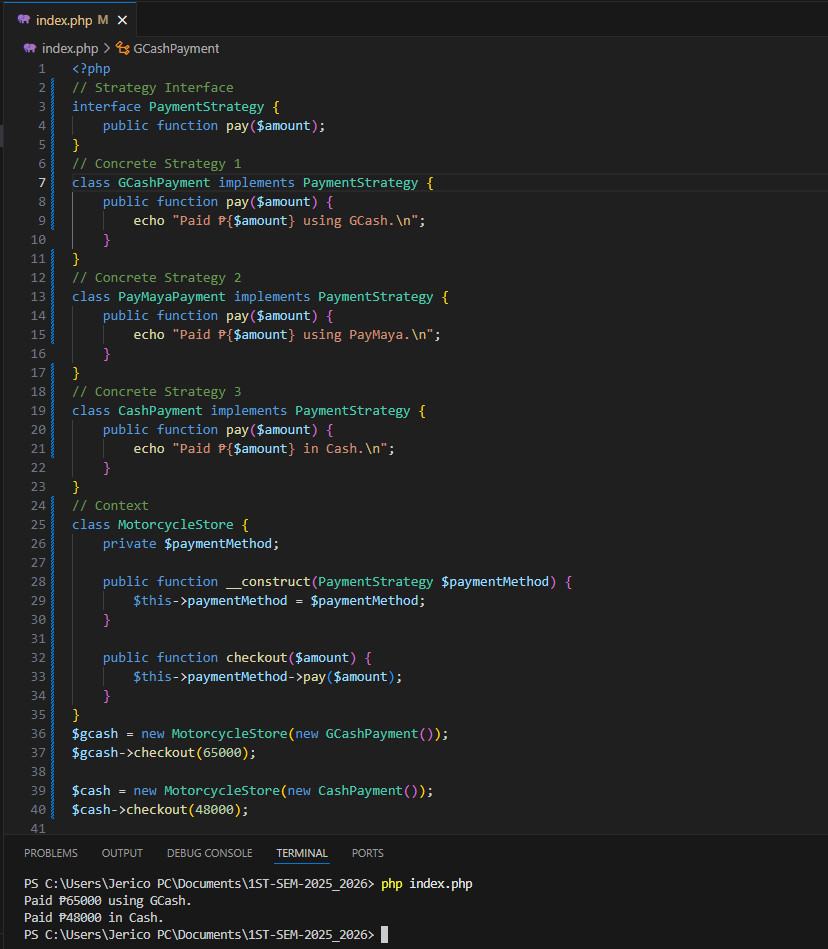 index.php M
index.php > GCashPayment
1 <?php
2 // Strategy Interface
3 interface PaymentStrategy {
4     public function pay($amount);
5 }
6 // Concrete Strategy 1
7 class GCashPayment implements PaymentStrategy {
8     public function pay($amount) {
9         echo "Paid ₱{$amount} using GCash.\n";
10     }
11 }
12 // Concrete Strategy 2
13 class PayMayaPayment implements PaymentStrategy {
14     public function pay($amount) {
15         echo "Paid ₱{$amount} using PayMaya.\n";
16     }
17 }
18 // Concrete Strategy 3
19 class CashPayment implements PaymentStrategy {
20     public function pay($amount) {
21         echo "Paid ₱{$amount} in Cash.\n";
22     }
23 }
24 // Context
25 class MotorcycleStore {
26     private $paymentMethod;
27
28     public function __construct(PaymentStrategy $paymentMethod) {
29         $this->paymentMethod = $paymentMethod;
30     }
31
32     public function checkout($amount) {
33         $this->paymentMethod->pay($amount);
34     }
35 }
36 $gcash = new MotorcycleStore(new GCashPayment());
37 $gcash->checkout(65000);
38
39 $cash = new MotorcycleStore(new CashPayment());
40 $cash->checkout(48000);
41
PROBLEMS OUTPUT DEBUG CONSOLE TERMINAL PORTS
PS C:\Users\Jerico PC\Documents\1ST-SEM-2025_2026> php index.php
Paid ₱65000 using GCash.
Paid ₱48000 in Cash.
PS C:\Users\Jerico PC\Documents\1ST-SEM-2025_2026>